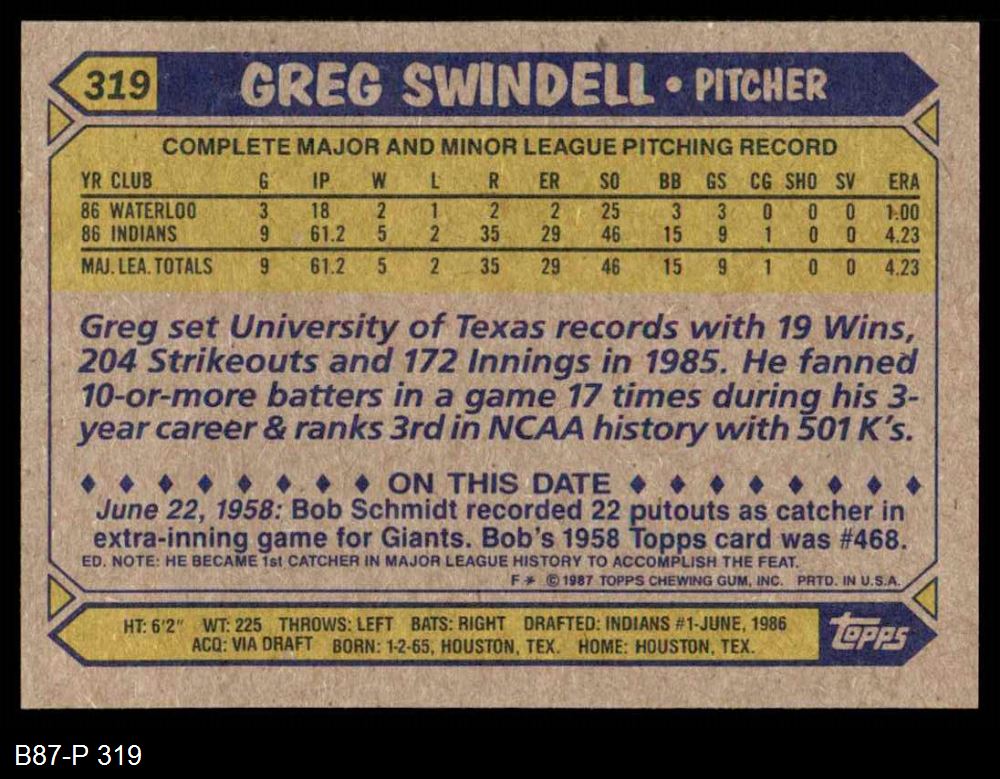 319 GREG SWINDELL • PITCHER
COMPLETE MAJOR AND MINOR LEAGUE PITCHING RECORD
YR CLUB G IP W L R ER SO BB GS CG SHO SV ERA
86 WATERLOO 3 18 2 1 2 2 25 3 3 0 0 0 1.00
86 INDIANS 9 61.2 5 2 35 29 46 15 9 1 0 0 4.23
MAJ. LEA. TOTALS 9 61.2 5 2 35 29 46 15 9 1 0 0 4.23
Greg set University of Texas records with 19 Wins,
204 Strikeouts and 172 Innings in 1985. He fanned
10-or-more batters in a game 17 times during his 3-
year career & ranks 3rd in NCAA history with 501 K's.
ON THIS DATE
June 22, 1958: Bob Schmidt recorded 22 putouts as catcher in
extra-inning game for Giants. Bob's 1958 Topps card was #468.
ED. NOTE: HE BECAME 1st CATCHER IN MAJOR LEAGUE HISTORY TO ACCOMPLISH THE FEAT.
F* © 1987 TOPPS CHEWING GUM, INC. PRTD. IN U.S.A.
HT: 6'2" WT: 225 THROWS: LEFT BATS: RIGHT DRAFTED: INDIANS #1-JUNE, 1986
ACQ: VIA DRAFT BORN: 1-2-65, HOUSTON, TEX. HOME: HOUSTON, TEX.
topps
B87-P 319